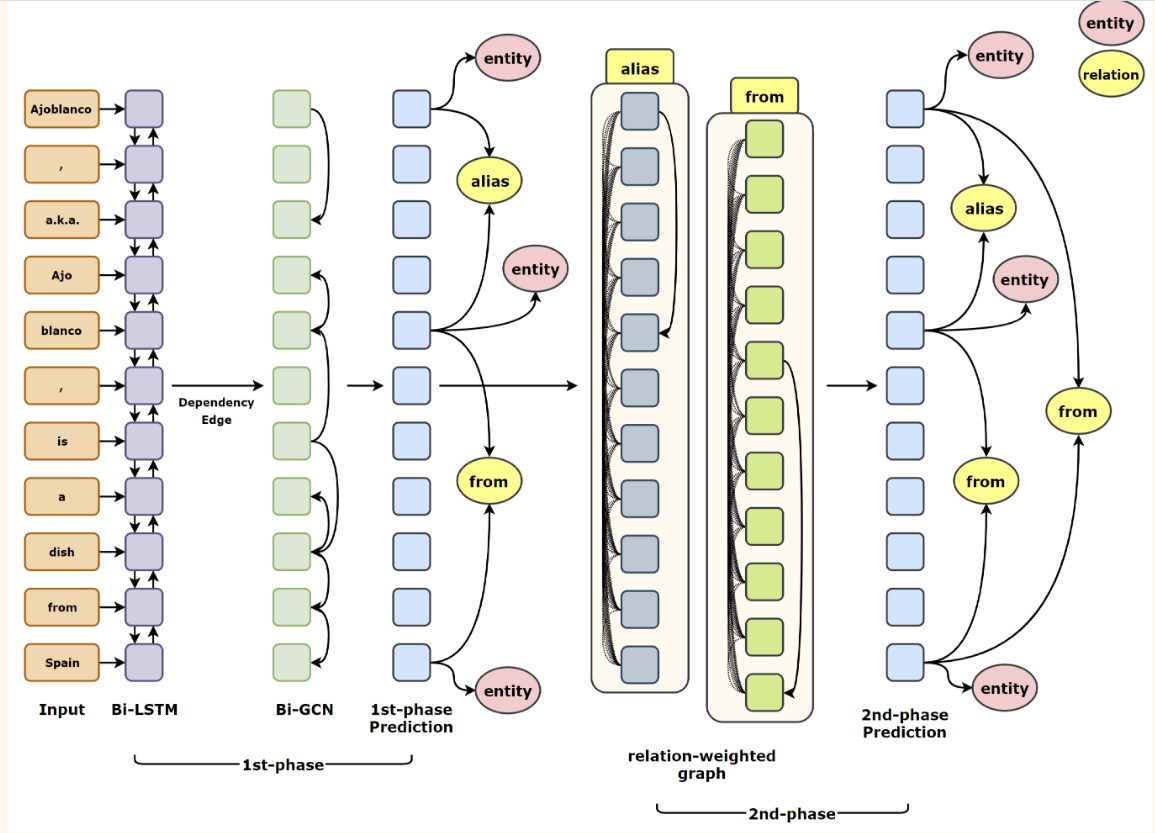 entity
relation
entity
alias
from
entity
Ajoblanco
,
a.k.a.
Ajo
blanco
,
is
a
dish
from
Spain
Dependency
Edge
alias
entity
from
entity
alias
entity
from
from
entity
Input
Bi-LSTM
Bi-GCN
1st-phase
Prediction
2nd-phase
Prediction
1st-phase
relation-weighted
graph
2nd-phase